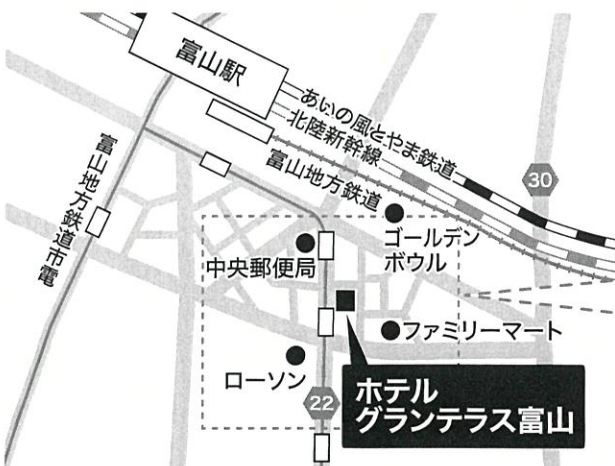 富山駅
あいの風とやま鉄道
北陸新幹線
富山地方鉄道
富山地方鉄道市電
30
ゴールデン
ボウル
中央郵便局
ファミリーマート
ローソン
22
ホテル
グランテラス富山